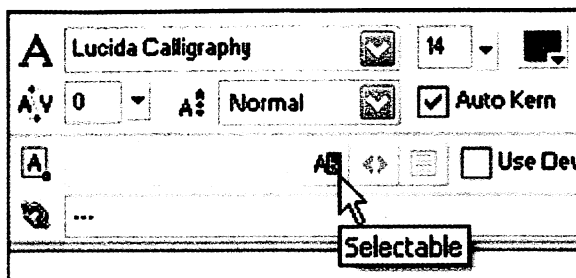 A Lucida Calligraphy 14
A V 0 A Normal Auto Kern
A A Use Dev
...
Selectable